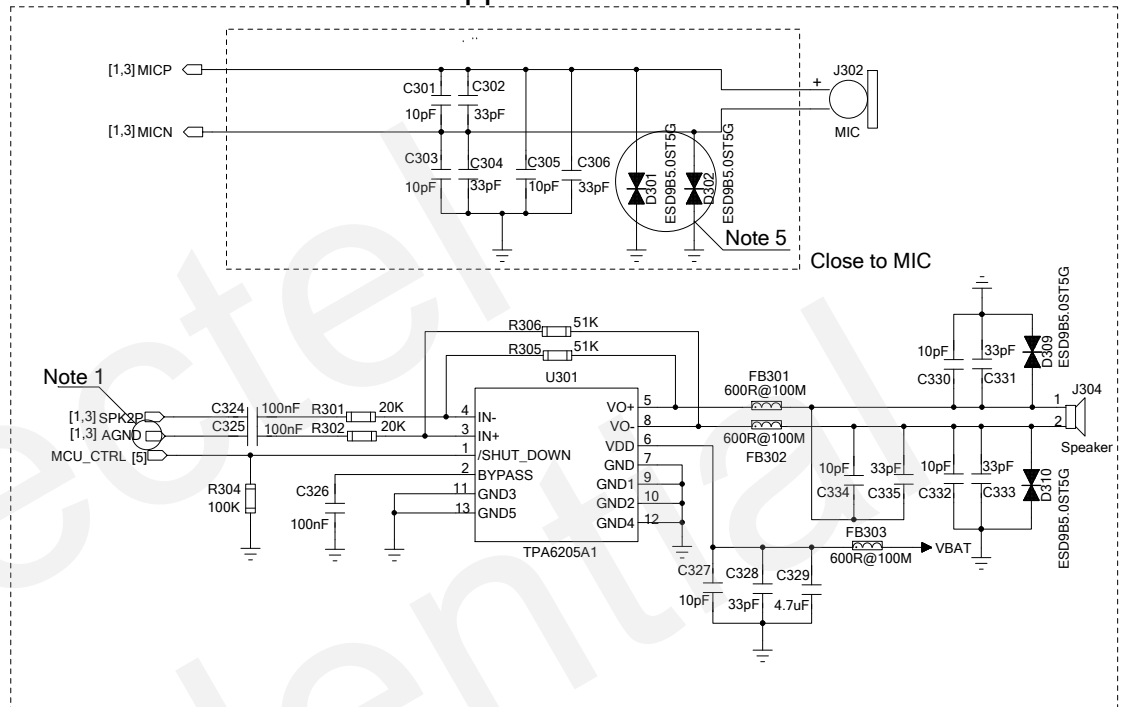 [1,3] MICP
J302
+
C301
C302
10pF
33pF
[1,3] MICN
MIC
C303
C304
C305
C306
10pF
33pF
10pF
33pF
D301
ESD9B5.0ST5G
D302
ESD9B5.0ST5G
Note 5
Close to MIC
R306
51K
R305
51K
U301
Note 1
[1,3] SPK2P
C324
100nF
R301
20K
4
IN-
[1,3] AGND
C325
100nF
R302
20K
3
IN+
MCU_CTRL [5]
1
/SHUT_DOWN
2
BYPASS
11
GND3
13
GND5
R304
100K
C326
100nF
VO+
5
VO-
8
VDD
6
GND
7
GND1
9
GND2
10
GND4
12
TPA6205A1
FB301
600R@100M
600R@100M
FB302
10pF
33pF
C330
C331
D309
ESD9B5.0ST5G
J304
1
2
Speaker
10pF
33pF
10pF
33pF
C334
C335
C332
C333
D310
ESD9B5.0ST5G
FB303
600R@100M
VBAT
C327
C328
C329
10pF
33pF
4.7uF
ectel
ential